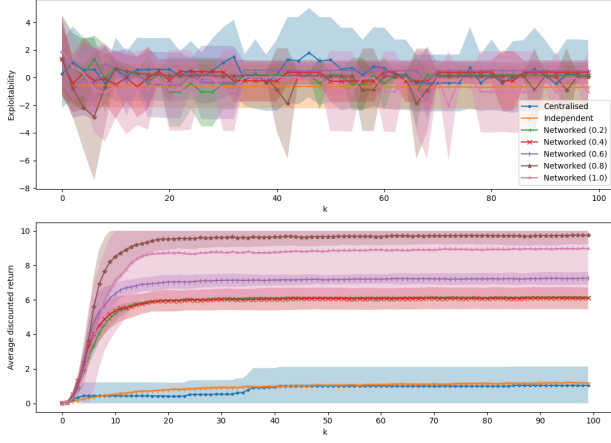 4
2
0
−2
−4
−6
−8
Exploitability
0
20
40
60
80
100
k
Centralised
Independent
Networked (0.2)
Networked (0.4)
Networked (0.6)
Networked (0.8)
Networked (1.0)
10
8
6
4
2
0
Average discounted return
0
10
20
30
40
50
60
70
80
90
100
k